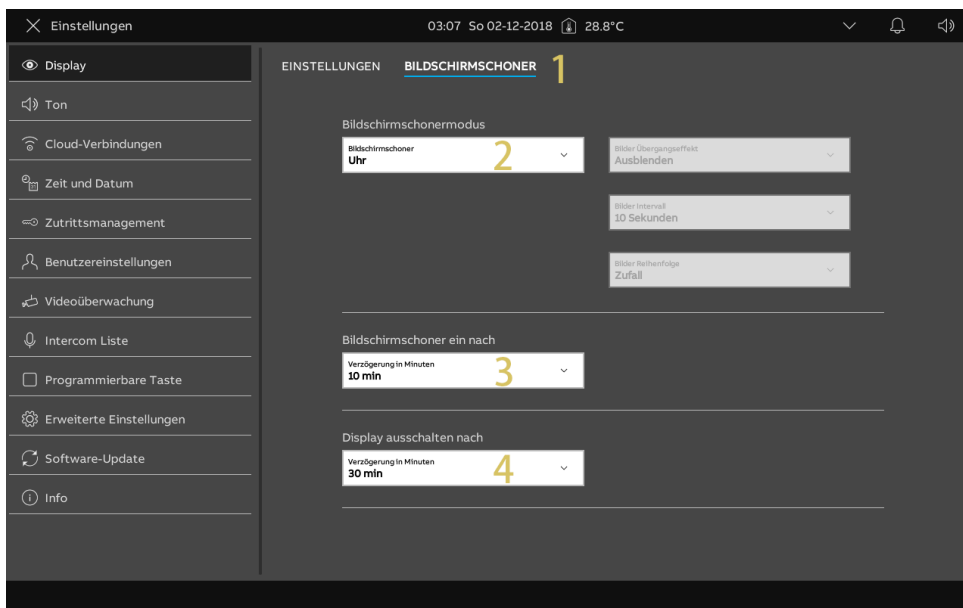 Einstellungen
03:07 So 02-12-2018 28.8°C
Display
Ton
Cloud-Verbindungen
Zeit und Datum
Zutrittsmanagement
Benutzereinstellungen
Videoüberwachung
Intercom Liste
Programmierbare Taste
Erweiterte Einstellungen
Software-Update
Info
EINSTELLUNGEN BILDSCHIRMSCHONER 1
Bildschirmschonermodus
Bildschirmschoner
Uhr
2
Bilder Übergangseffekt
Ausblenden
Bilder Intervall
10 Sekunden
Bilder Reihenfolge
Zufall
Bildschirmschoner ein nach
Verzögerung in Minuten
10 min
3
Display ausschalten nach
Verzögerung in Minuten
30 min
4